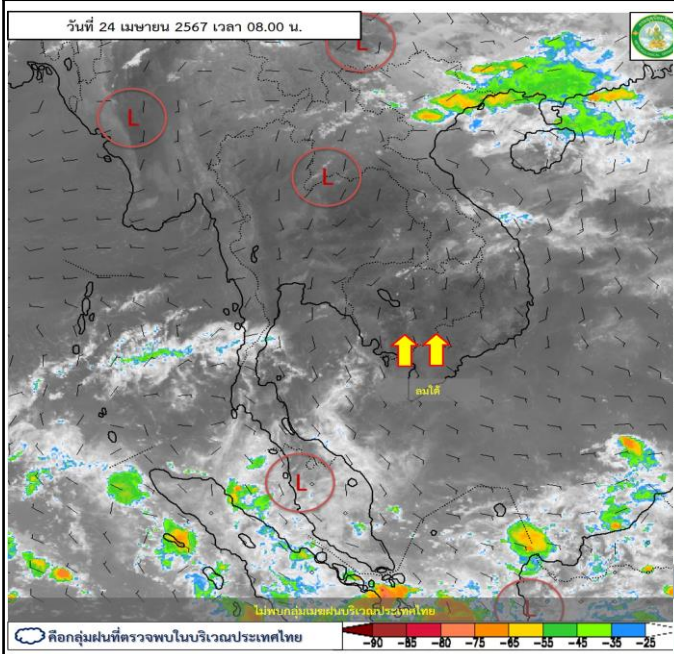 วันที่ 24 เมษายน 2567 เวลา 08.00 น.
L
L
L
ลมใต้
L
L
ไม่พบกลุ่มเมฆฝนบริเวณประเทศไทย
คือกลุ่มฝนที่ตรวจพบในบริเวณประเทศไทย
-90 -85 -80 -75 -65 -55 -45 -35 -25